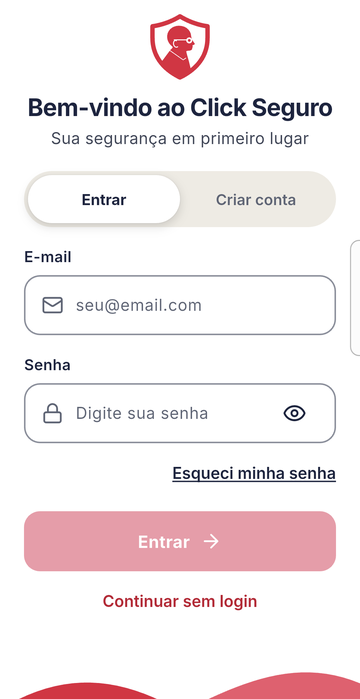 Bem-vindo ao Click Seguro
Sua segurança em primeiro lugar
Entrar
Criar conta
E-mail
seu@email.com
Senha
Digite sua senha
Esqueci minha senha
Entrar
Continuar sem login